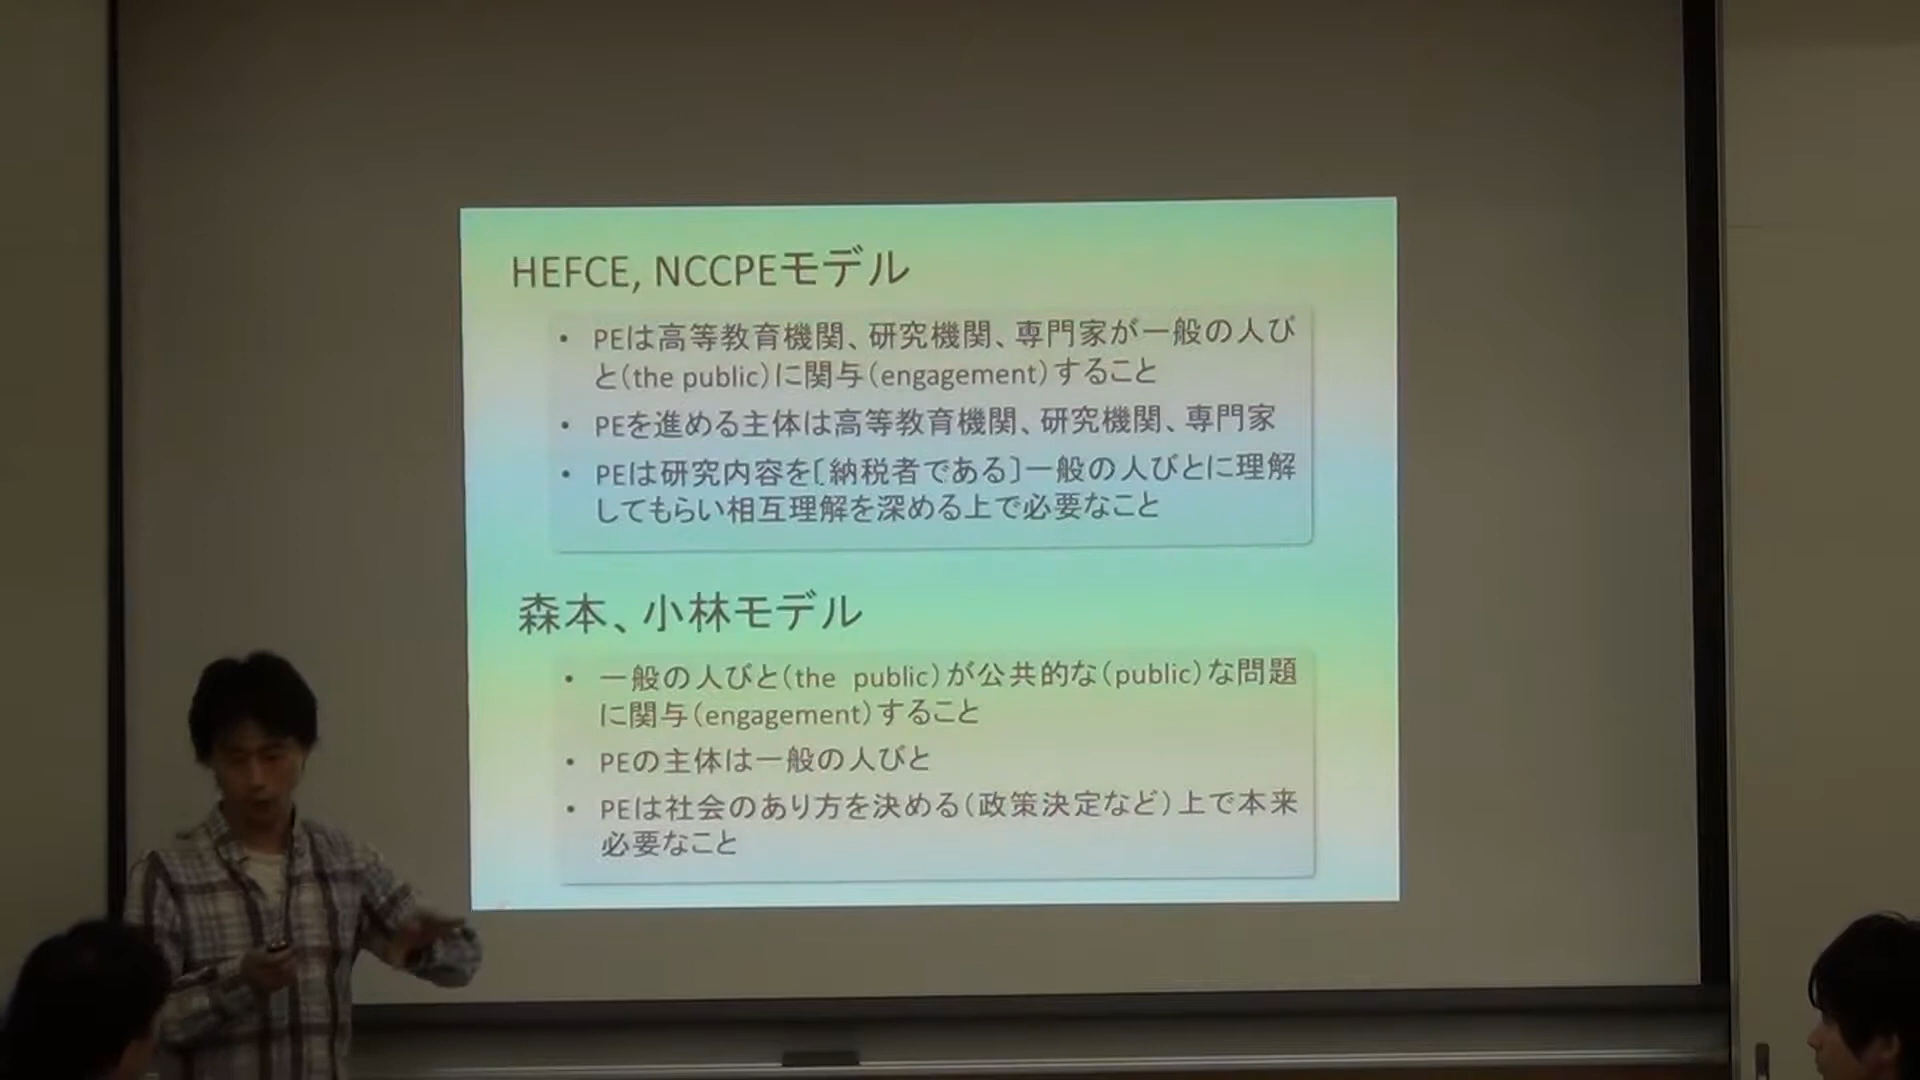 HEFCE, NCCPEモデル
• PEは高等教育機関、研究機関、専門家が一般の人び
と(the public)に関与(engagement)すること
• PEを進める主体は高等教育機関、研究機関、専門家
• PEは研究内容を〔納税者である〕一般の人びとに理解
してもらい相互理解を深める上で必要なこと
森本、小林モデル
• 一般の人びと(the public)が公共的な(public)な問題
に関与(engagement)すること
• PEの主体は一般の人びと
• PEは社会のあり方を決める(政策決定など)上で本来
必要なこと